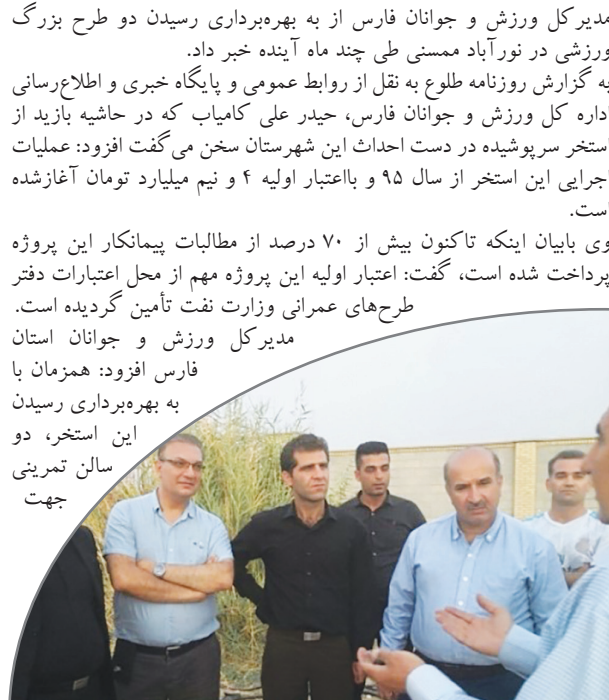 مدیرکل ورزش و جوانان فارس از به بهره‌برداری رسیدن دو طرح بزرگ
ورزشی در نورآباد ممسنی طی چند ماه آینده خبر داد.
به گزارش روزنامه طلوع به نقل از روابط عمومی و پایگاه خبری و اطلاع‌رسانی
اداره کل ورزش و جوانان فارس، حیدر علی کامیاب که در حاشیه بازید از
استخر سرپوشیده در دست احداث این شهرستان سخن می‌گفت افزود: عملیات
اجرایی این استخر از سال ۹۵ و بااعتبار اولیه ۴ و نیم میلیارد تومان آغازشده
است.
وی بابیان اینکه تاکنون بیش از ۷۰ درصد از مطالبات پیمانکار این پروژه
پرداخت شده است، گفت: اعتبار اولیه این پروژه مهم از محل اعتبارات دفتر
طرح‌های عمرانی وزارت نفت تأمین گردیده است.
مدیرکل ورزش و جوانان استان
فارس افزود: همزمان با
به بهره‌برداری رسیدن
این استخر، دو
سالن تمرینی
جهت